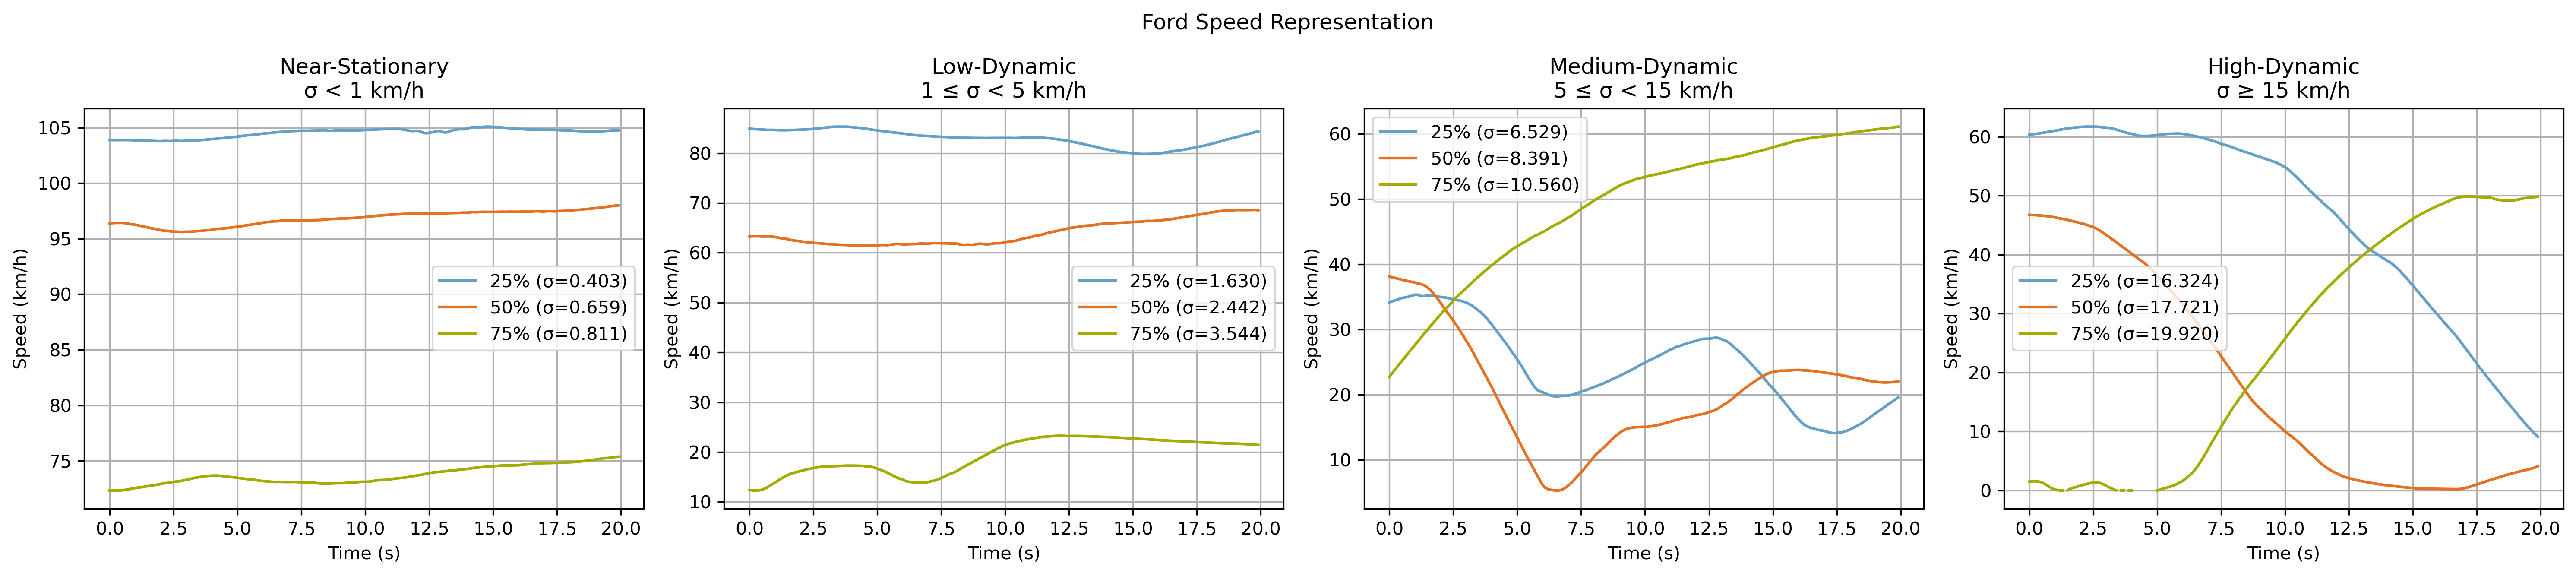 Ford Speed Representation
Near-Stationary
σ < 1 km/h
Speed (km/h)
105
100
95
90
85
80
75
25% (σ=0.403)
50% (σ=0.659)
75% (σ=0.811)
0.0 2.5 5.0 7.5 10.0 12.5 15.0 17.5 20.0
Time (s)
Low-Dynamic
1 ≤ σ < 5 km/h
Speed (km/h)
80
70
60
50
40
30
20
10
25% (σ=1.630)
50% (σ=2.442)
75% (σ=3.544)
0.0 2.5 5.0 7.5 10.0 12.5 15.0 17.5 20.0
Time (s)
Medium-Dynamic
5 ≤ σ < 15 km/h
Speed (km/h)
60
50
40
30
20
10
25% (σ=6.529)
50% (σ=8.391)
75% (σ=10.560)
0.0 2.5 5.0 7.5 10.0 12.5 15.0 17.5 20.0
Time (s)
High-Dynamic
σ ≥ 15 km/h
Speed (km/h)
60
50
40
30
20
10
0
25% (σ=16.324)
50% (σ=17.721)
75% (σ=19.920)
0.0 2.5 5.0 7.5 10.0 12.5 15.0 17.5 20.0
Time (s)